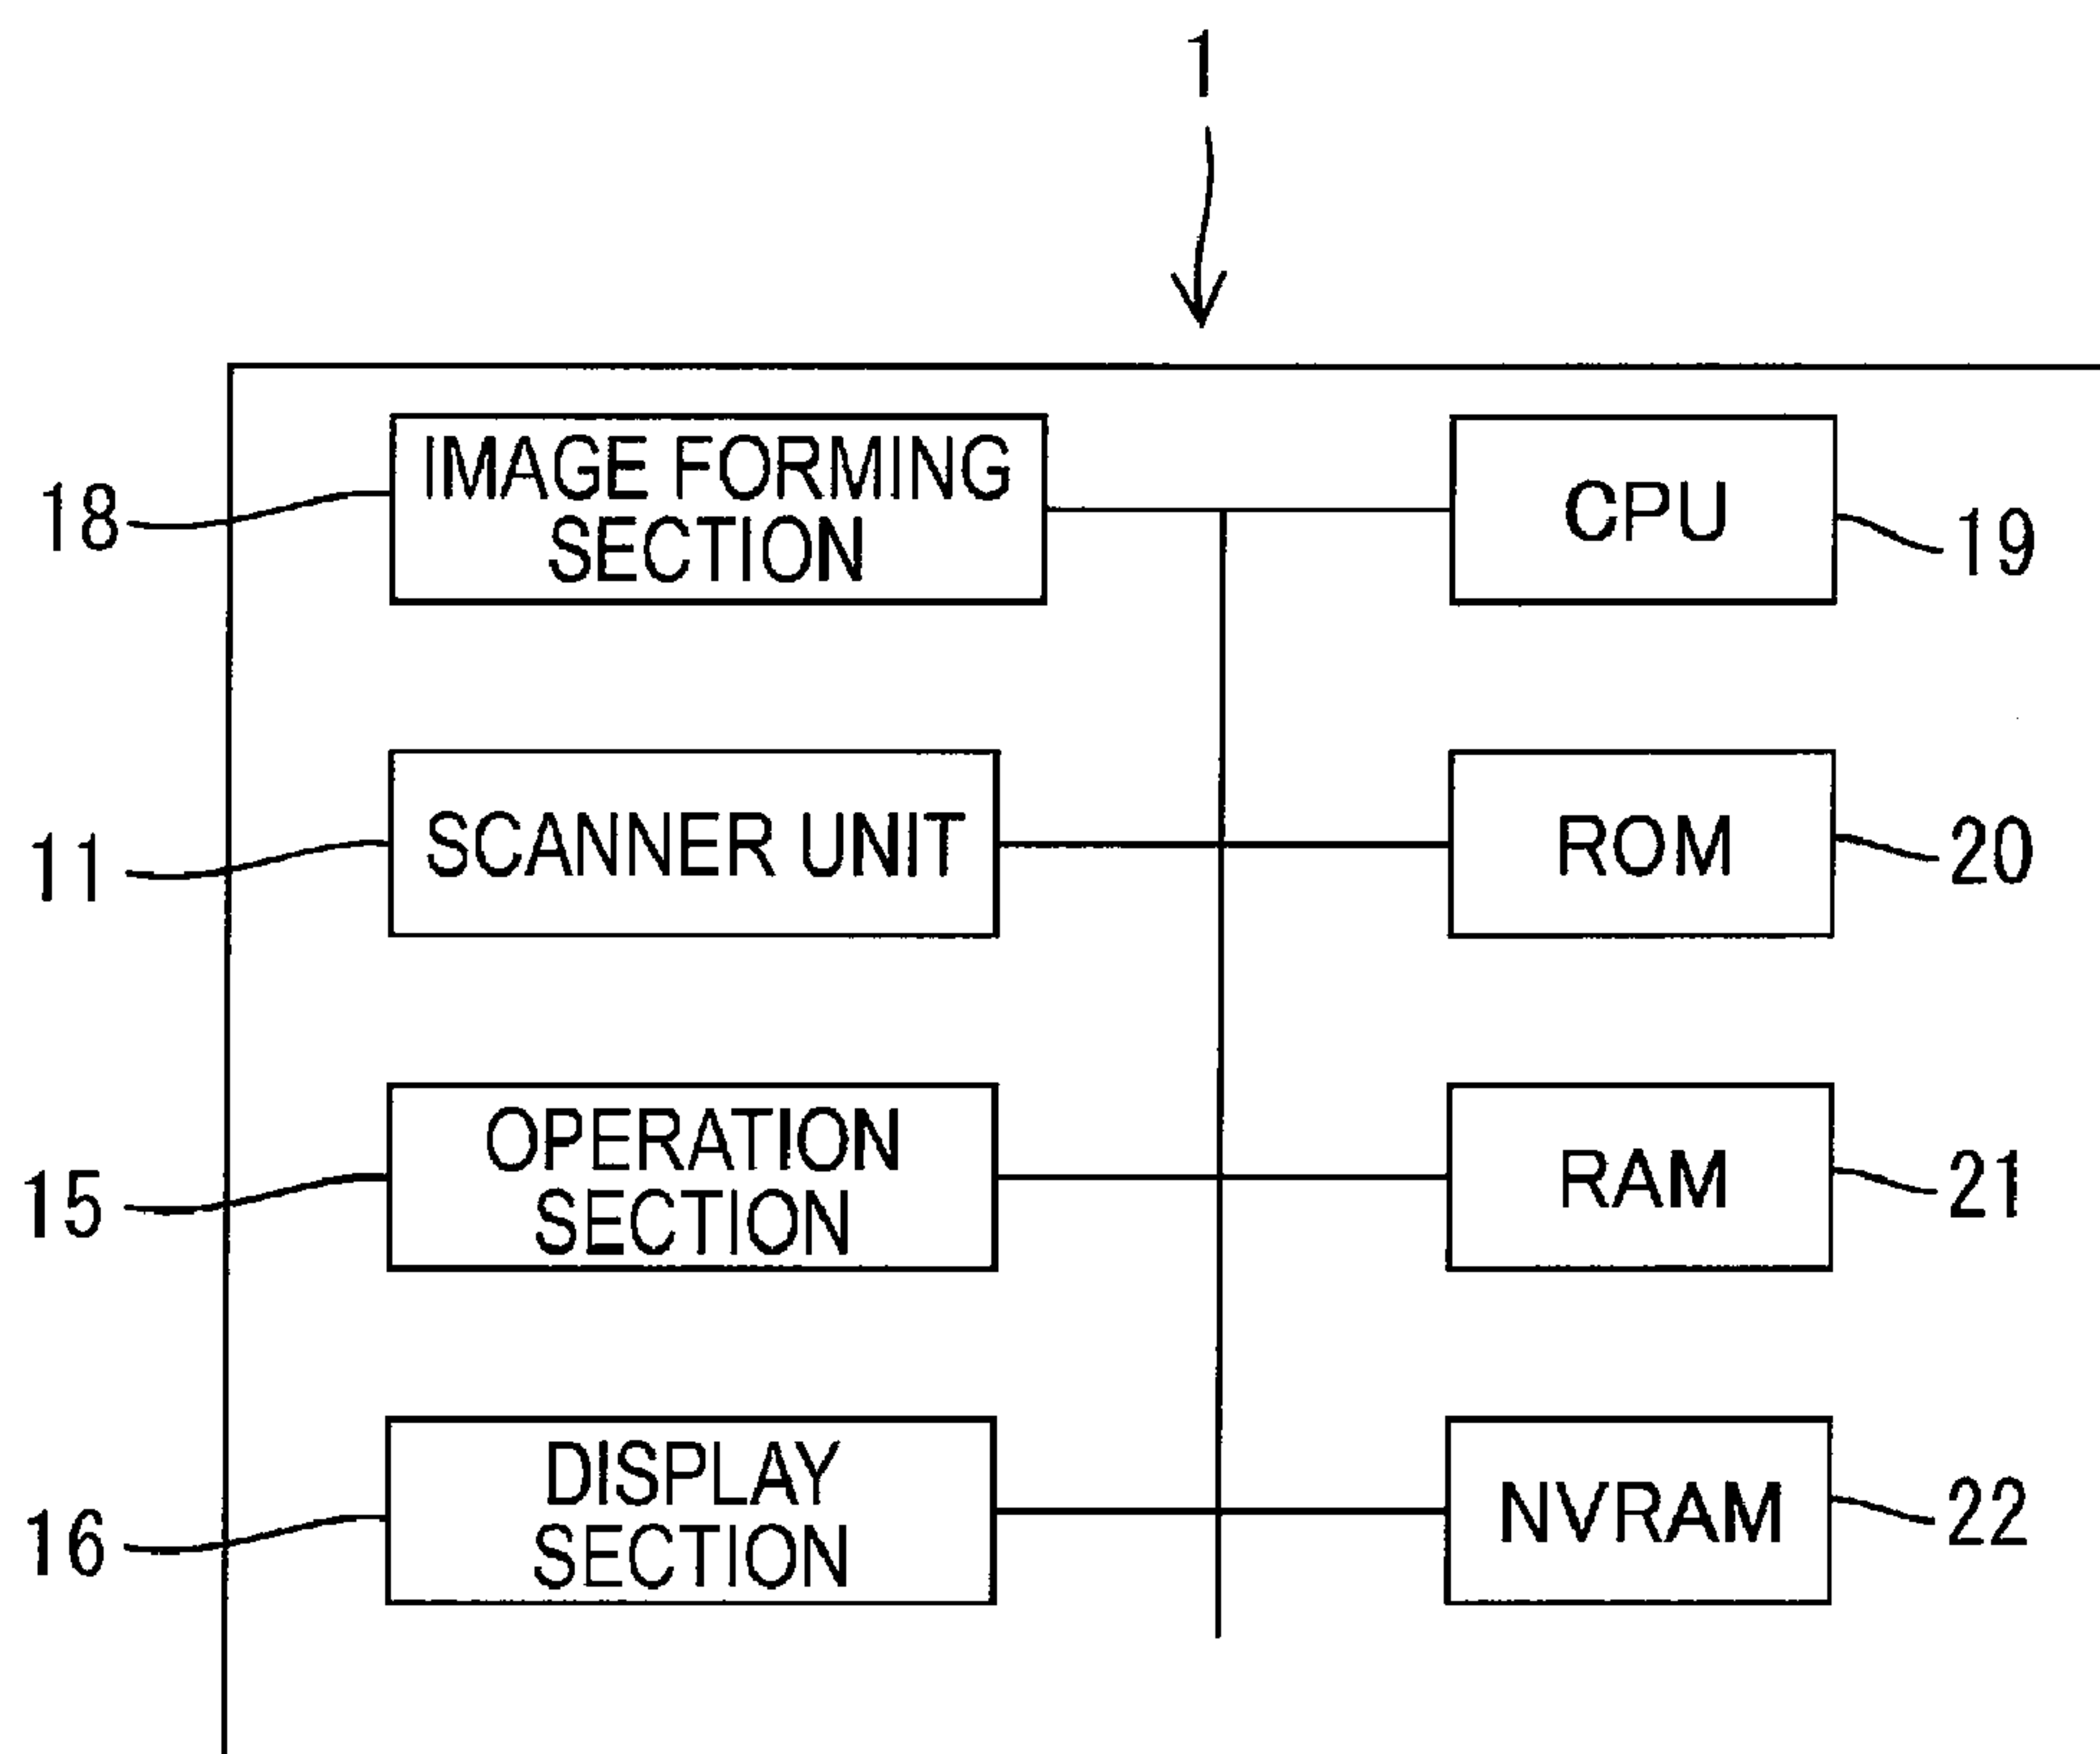 1
18
IMAGE FORMING
SECTION
CPU
19
11
SCANNER UNIT
ROM
20
15
OPERATION
SECTION
RAM
21
16
DISPLAY
SECTION
NVRAM
22